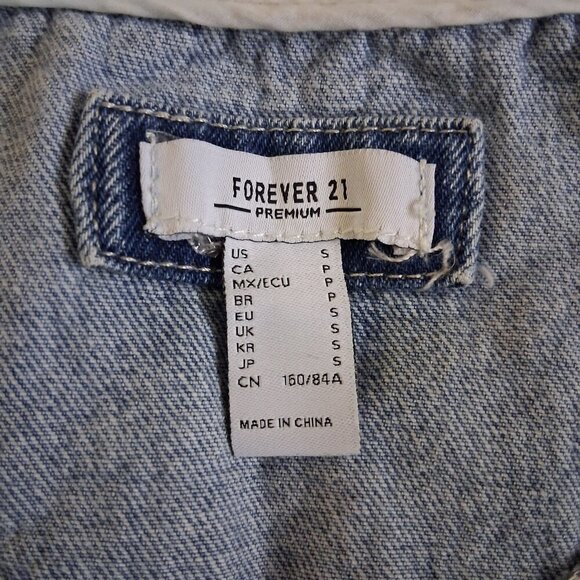 FOREVER 21
PREMIUM
US S
CA P
MX/ECU P
BR P
EU S
UK S
KR S
JP S
CN 160/84A
MADE IN CHINA